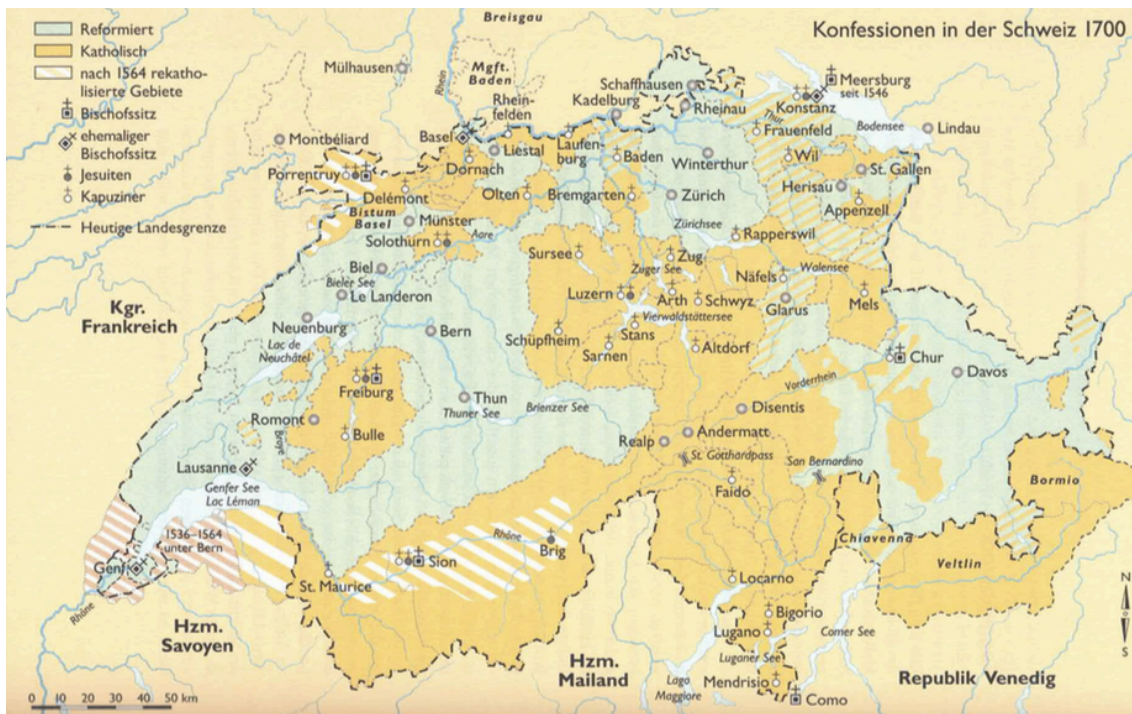 Konfessionen in der Schweiz 1700
Reformiert
Katholisch
nach 1564 rekatho-
lisierte Gebiete
Bischofssitz
ehemaliger
Bischofssitz
Jesuiten
Kapuziner
Heutige Landesgrenze
Breisgau
Mülhausen
Rhein
Mgft.
Baden
Schaffhausen
Meersburg
seit 1546
Kadelburg
Rheinau
Konstanz
Rhein-
felden
Thur
Frauenfeld
Bodensee
Lindau
Montbéliard
Basel
Liestal
Laufen-
burg
Baden
Winterthur
Wil
Dornach
St. Gallen
Porrentruy
Delémont
Olten
Bremgarten
Zürich
Herisau
Appenzell
Bistum
Basel
Münster
Zürichsee
Solothurn
Aare
Rapperswil
Sursee
Zug
Biel
Zuger See
Näfels
Walensee
Bieler See
Le Landeron
Luzern
Arth
Schwyz
Mels
Kgr.
Frankreich
Vierwaldstättersee
Glarus
Neuenburg
Bern
Stans
Schüpfheim
Sarnen
Altdorf
Lac de
Neuchâtel
Chur
Davos
Freiburg
Vorderrhein
Thun
Brienzer See
Disentis
Thuner See
Romont
Bulle
Broye
Realp
Andermatt
Lausanne
St. Gotthardpass
San Bernardino
Genfer See
Lac Léman
Faido
Bormio
1536–1564
unter Bern
Rhône
Brig
Chiavenna
Genf
Sion
Veltlin
St. Maurice
Locarno
Rhône
Bigorio
N
Hzm.
Savoyen
Lugano
Comer See
S
Hzm.
Mailand
Luganer See
Lago
Maggiore
Mendrisio
Republik Venedig
Como
0 10 20 30 40 50 km